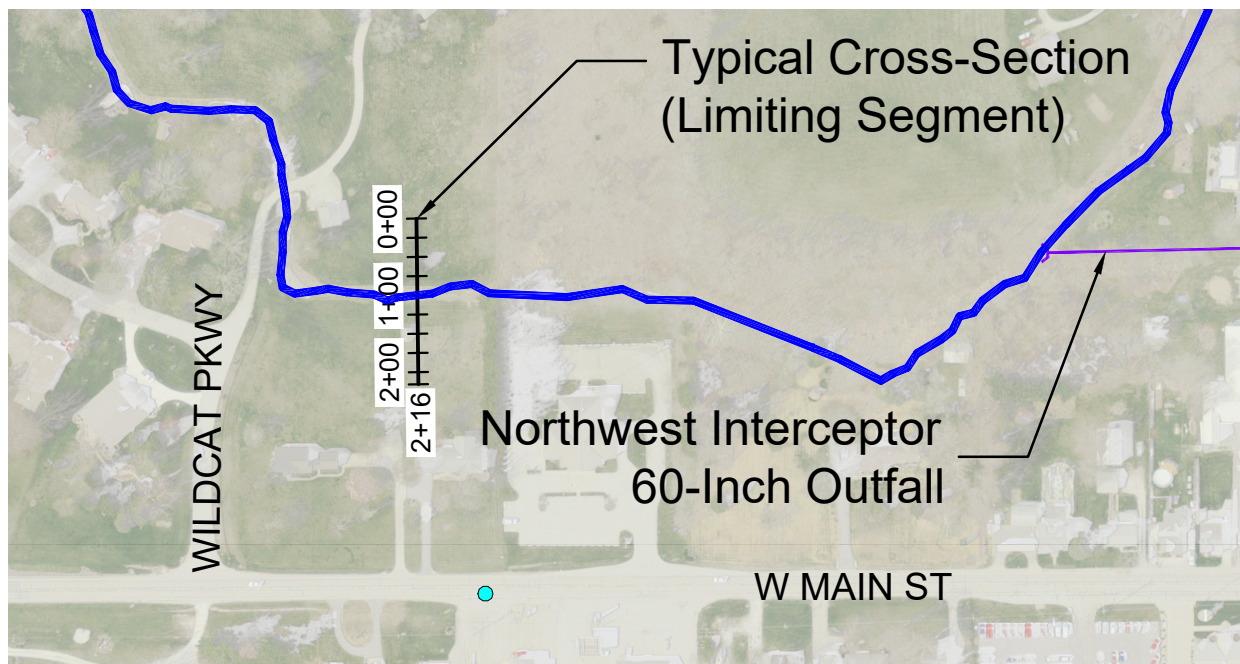 Typical Cross-Section
(Limiting Segment)
0+00
1+00
2+00
2+16
WILDCAT PKWY
Northwest Interceptor
60-Inch Outfall
W MAIN ST